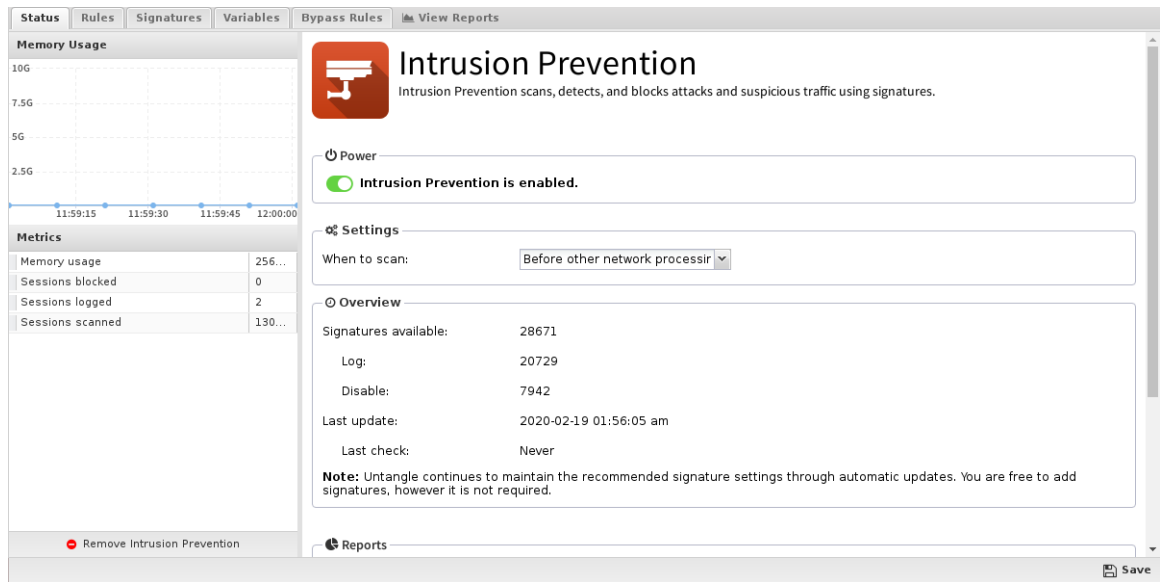 Status Rules Signatures Variables Bypass Rules View Reports
Memory Usage
10G
7.5G
5G
2.5G
11:59:15 11:59:30 11:59:45 12:00:00
Metrics
Memory usage 256...
Sessions blocked 0
Sessions logged 2
Sessions scanned 130...
Remove Intrusion Prevention
Intrusion Prevention
Intrusion Prevention scans, detects, and blocks attacks and suspicious traffic using signatures.
Power
Intrusion Prevention is enabled.
Settings
When to scan: Before other network processir
Overview
Signatures available: 28671
Log: 20729
Disable: 7942
Last update: 2020-02-19 01:56:05 am
Last check: Never
Note: Untangle continues to maintain the recommended signature settings through automatic updates. You are free to add
signatures, however it is not required.
Reports
Save